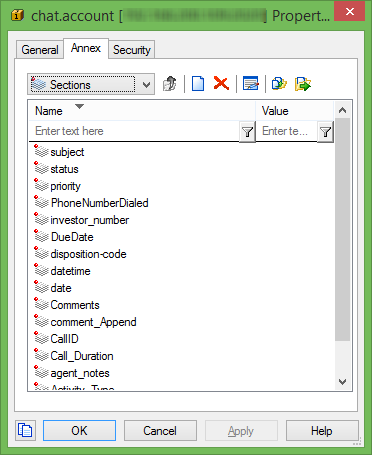 chat.account [ ] Propert...
General Annex Security
Sections
Name Value
Enter text here Enter te...
subject
status
priority
PhoneNumberDialed
investor_number
DueDate
disposition-code
datetime
date
Comments
comment_Append
CallID
Call_Duration
agent_notes
Activity_Type
OK Cancel Apply Help